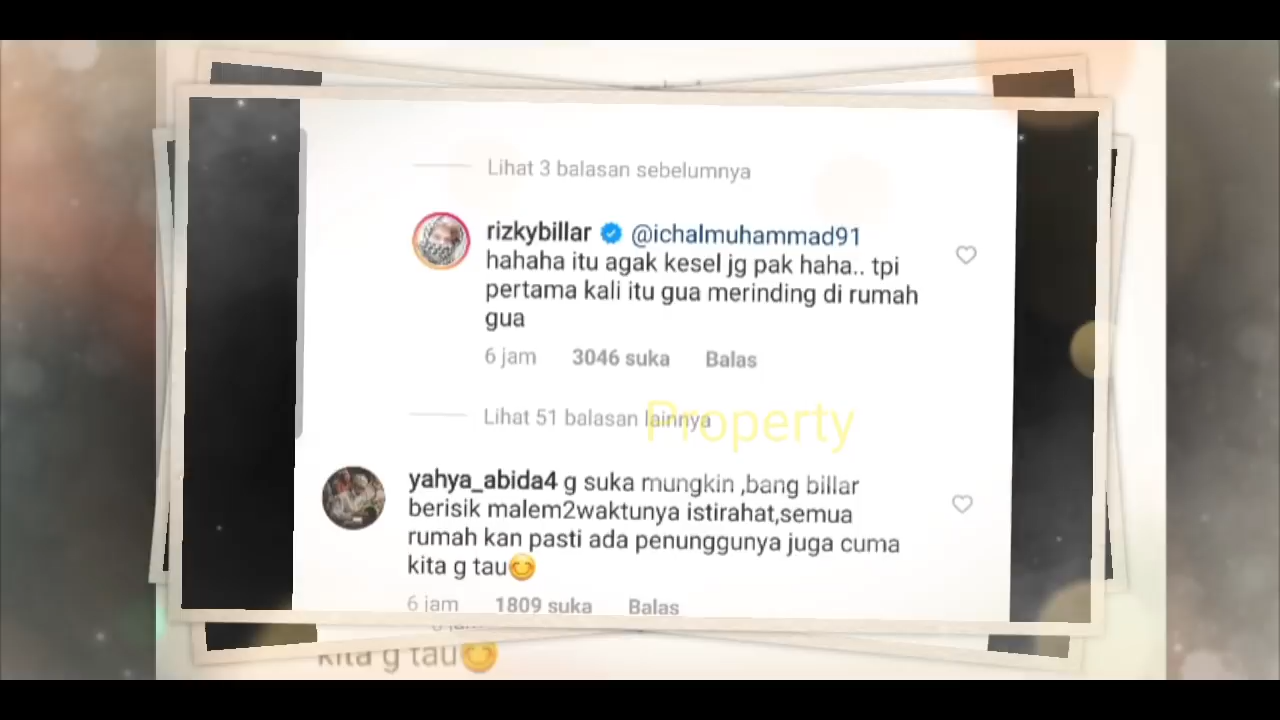 Lihat 3 balasan sebelumnya
rizkybillar @ichalmuhammad91
hahaha itu agak kesel jg pak haha.. tpi
pertama kali itu gua merinding di rumah
gua
6 jam 3046 suka Balas
Lihat 51 balasan lainnya
Property
yahya_abida4 g suka mungkin ,bang billar
berisik malem2waktunya istirahat,semua
rumah kan pasti ada penunggunya juga cuma
kita g tau😊
6 jam 1809 suka Balas
kita g tau😊